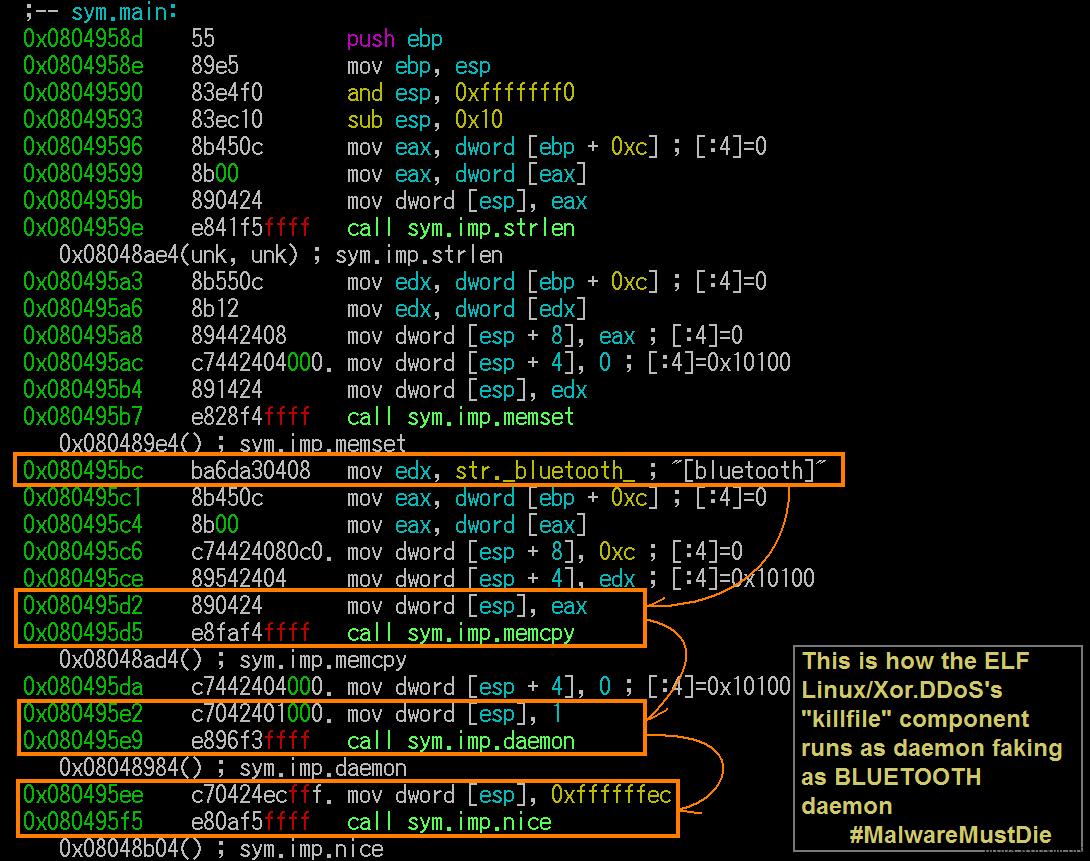 ;-- sym.main:
0x0804958d 55 push ebp
0x0804958e 89e5 mov ebp, esp
0x08049590 83e4f0 and esp, 0xfffffff0
0x08049593 83ec10 sub esp, 0x10
0x08049596 8b450c mov eax, dword [ebp + 0xc] ; [:4]=0
0x08049599 8b00 mov eax, dword [eax]
0x0804959b 890424 mov dword [esp], eax
0x0804959e e841f5ffff call sym.imp.strlen
0x08048ae4(unk, unk) ; sym.imp.strlen
0x080495a3 8b550c mov edx, dword [ebp + 0xc] ; [:4]=0
0x080495a6 8b12 mov edx, dword [edx]
0x080495a8 89442408 mov dword [esp + 8], eax ; [:4]=0
0x080495ac c7442404000. mov dword [esp + 4], 0 ; [:4]=0x10100
0x080495b4 891424 mov dword [esp], edx
0x080495b7 e828f4ffff call sym.imp.memset
0x080489e4() ; sym.imp.memset
0x080495bc ba6da30408 mov edx, str._bluetooth_ ; "[bluetooth]"
0x080495c1 8b450c mov eax, dword [ebp + 0xc] ; [:4]=0
0x080495c4 8b00 mov eax, dword [eax]
0x080495c6 c74424080c0. mov dword [esp + 8], 0xc ; [:4]=0
0x080495ce 89542404 mov dword [esp + 4], edx ; [:4]=0x10100
0x080495d2 890424 mov dword [esp], eax
0x080495d5 e8faf4ffff call sym.imp.memcpy
0x08048ad4() ; sym.imp.memcpy
0x080495da c7442404000. mov dword [esp + 4], 0 ; [:4]=0x10100
0x080495e2 c7042401000. mov dword [esp], 1
0x080495e9 e896f3ffff call sym.imp.daemon
0x08048984() ; sym.imp.daemon
0x080495ee c70424ecfff. mov dword [esp], 0xffffffec
0x080495f5 e80af5ffff call sym.imp.nice
0x08048b04() ; sym.imp.nice
This is how the ELF
Linux/Xor.DDoS's
"killfile" component
runs as daemon faking
as BLUETOOTH
daemon
#MalwareMustDie